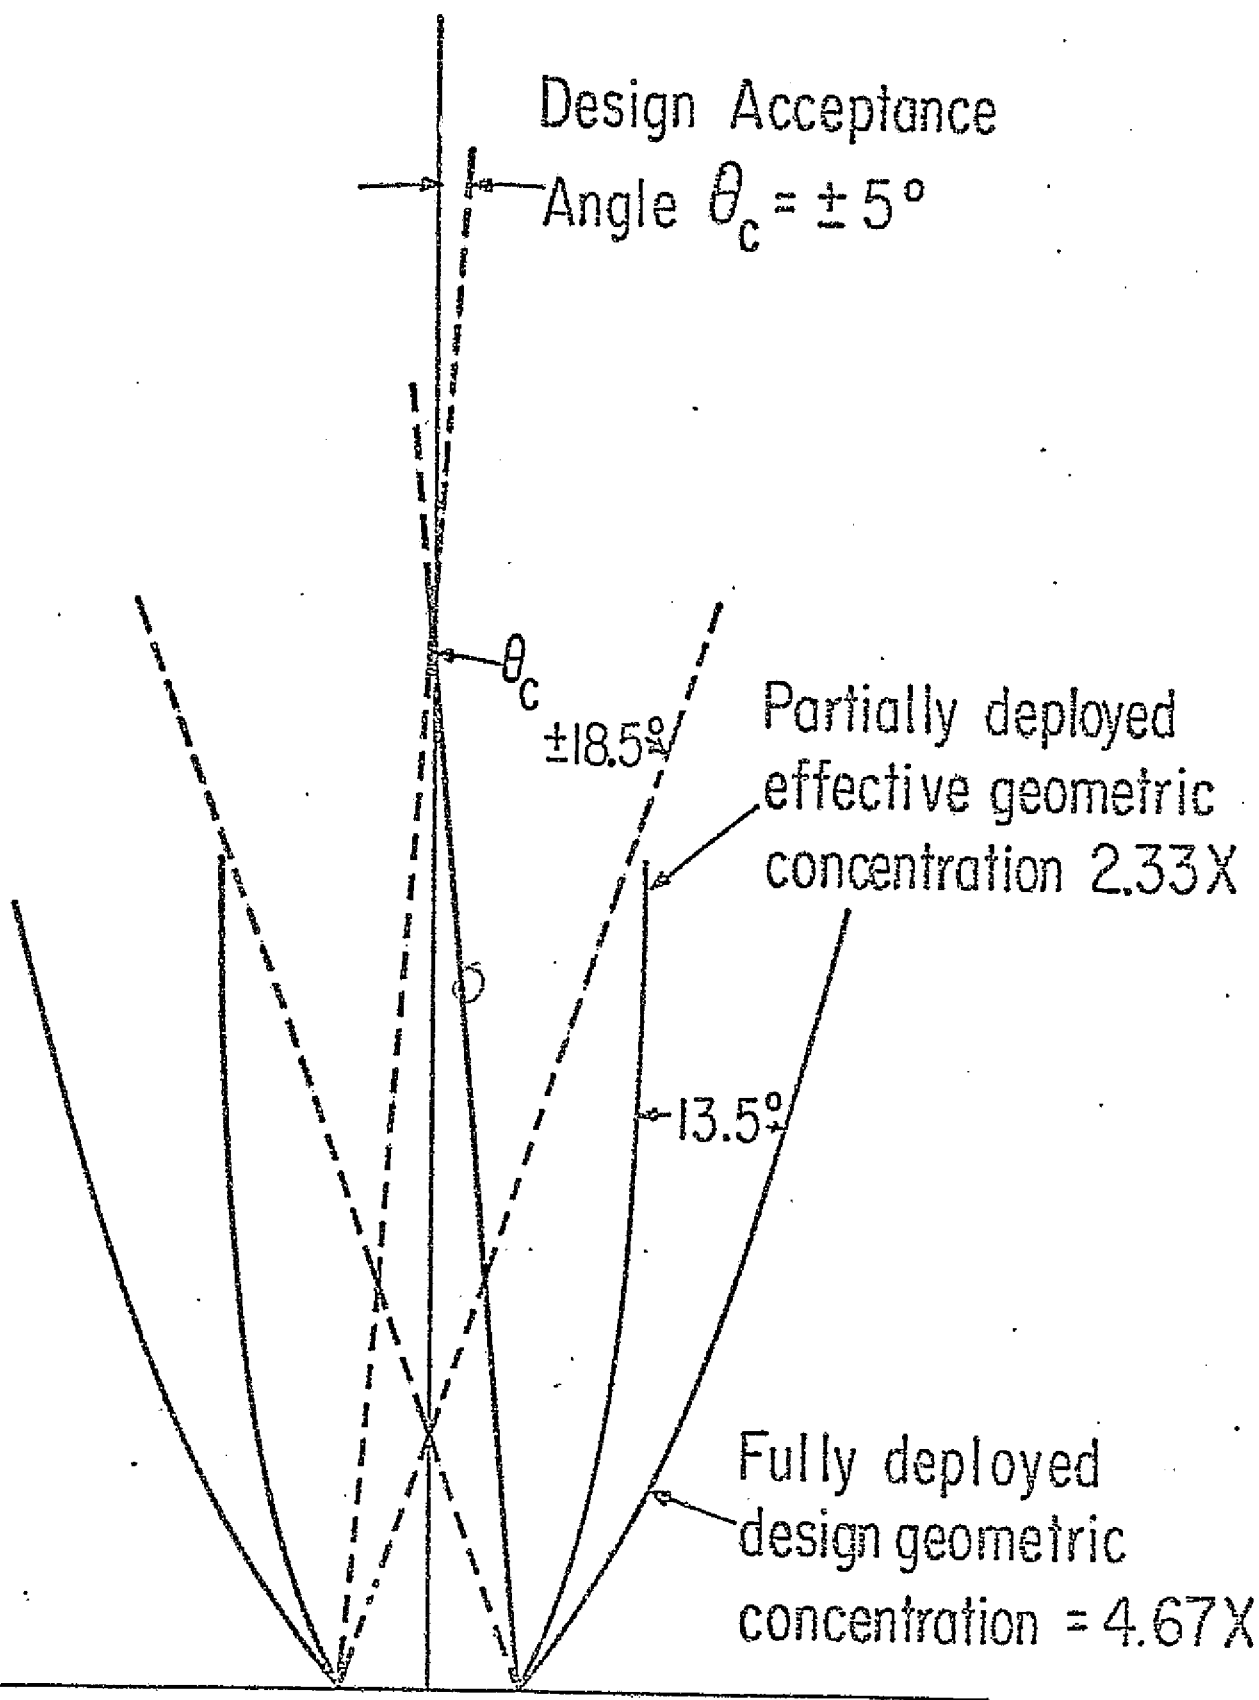 Design Acceptance
Angle θc = ± 5°
θc
±18.5°
Partially deployed
effective geometric
concentration 2.33X
13.5°
Fully deployed
design geometric
concentration = 4.67X